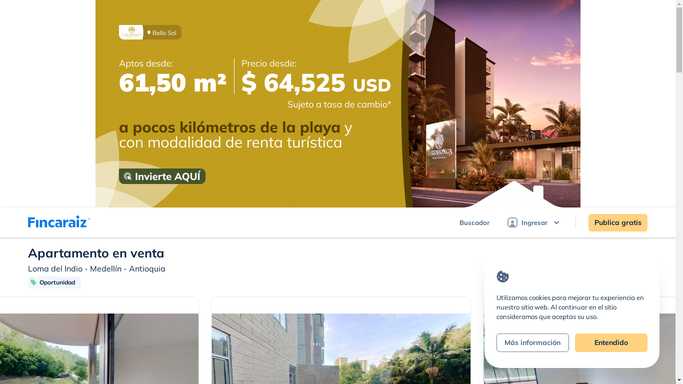 Bello Sol
Aptos desde:
61,50 m²
Precio desde:
$ 64,525 USD
Sujeto a tasa de cambio*
a pocos kilómetros de la playa y
con modalidad de renta turística
Invierte AQUÍ
Fincaraiz
Buscador
Ingresar
Publica gratis
Apartamento en venta
Loma del Indio - Medellín - Antioquia
Oportunidad
Utilizamos cookies para mejorar tu experiencia en
nuestro sitio web. Al continuar en el sitio
consideramos que aceptas su uso.
Más información
Entendido